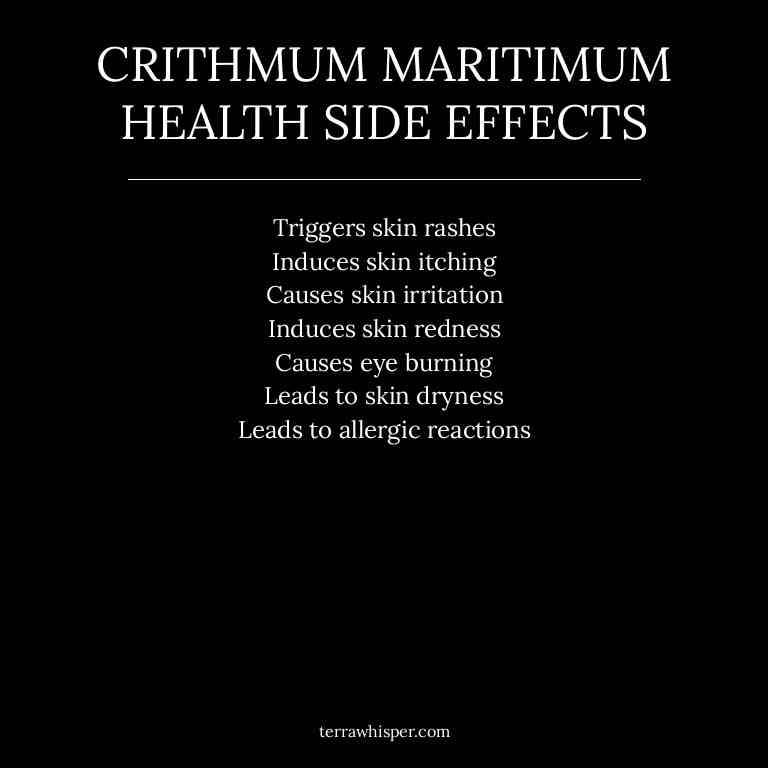 CRITHMUM MARITIMUM
HEALTH SIDE EFFECTS
Triggers skin rashes
Induces skin itching
Causes skin irritation
Induces skin redness
Causes eye burning
Leads to skin dryness
Leads to allergic reactions
terrawhisper.com